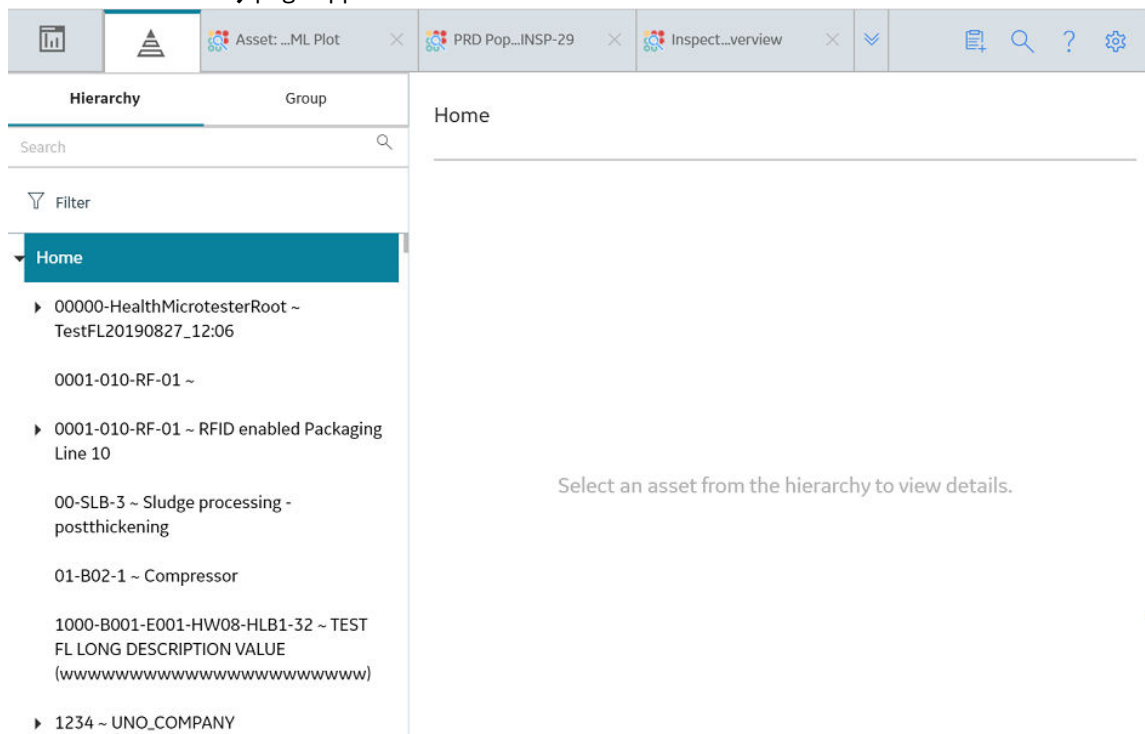 Asset: ...ML Plot
PRD Pop...INSP-29
Inspect...verview
Hierarchy
Group
Search
Filter
Home
00000-HealthMicrotesterRoot ~
TestFL20190827_12:06
0001-010-RF-01 ~
0001-010-RF-01 ~ RFID enabled Packaging
Line 10
00-SLB-3 ~ Sludge processing -
postthickening
01-B02-1 ~ Compressor
1000-B001-E001-HW08-HLB1-32 ~ TEST
FL LONG DESCRIPTION VALUE
(wwwwwwwwwwwwwwwwwwwwwww)
1234 ~ UNO_COMPANY
Home
Select an asset from the hierarchy to view details.